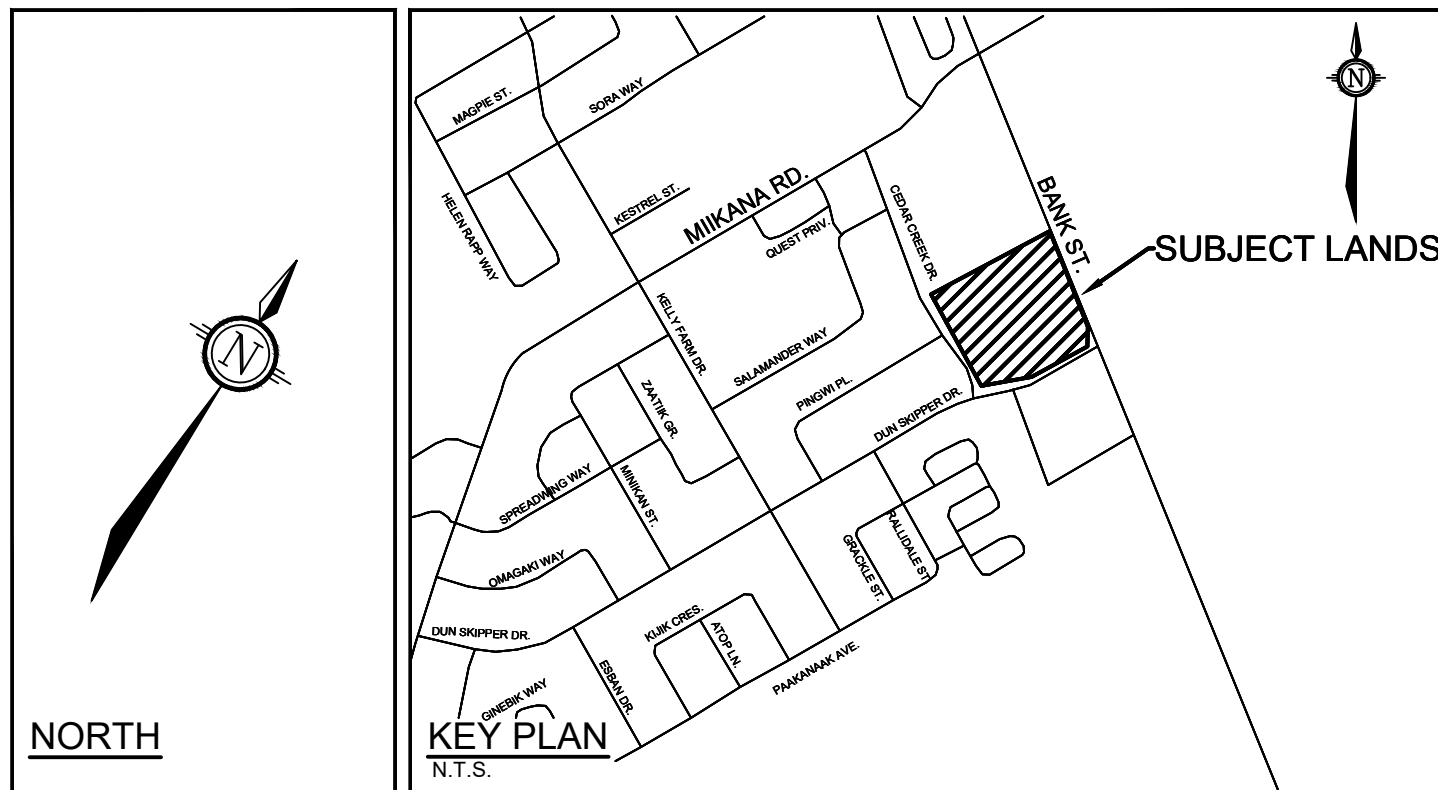 N
NORTH
MAGPIE ST.
SORA WAY
HELEN RAPP WAY
KESTREL ST.
MIIKANA RD.
QUEST PRIV.
CEDAR CREEK DR.
BANK ST.
N
SUBJECT LANDS
KELLY FARM DR.
SALAMANDER WAY
ZAATIIK GR.
PINGWI PL.
DUN SKIPPER DR.
SPREADWING WAY
MINIKAN ST.
OMAGAKI WAY
GRACKLE ST.
RALLIDALE ST
DUN SKIPPER DR.
KIJIK CRES.
ATOP LN.
ESBAN DR.
PAAKANAAK AVE.
GINEBIK WAY
KEY PLAN
N.T.S.